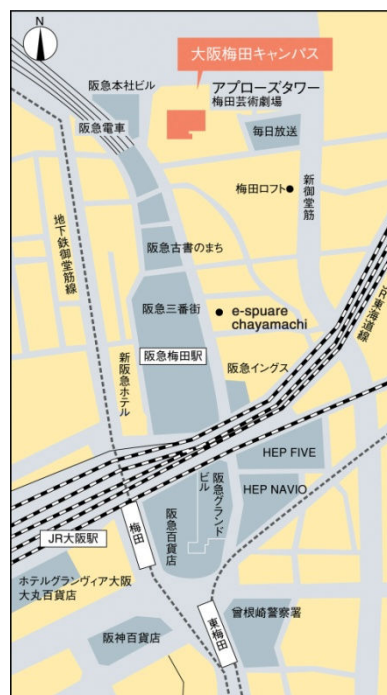 N
大阪梅田キャンパス
阪急本社ビル
アプローズタワー
梅田芸術劇場
阪急電車
毎日放送
梅田ロフト
新御堂筋
地下鉄御堂筋線
阪急古書のまち
JR東海道線
阪急三番街
e-spuare
chayamachi
阪急梅田駅
新阪急ホテル
阪急イングス
HEP FIVE
阪急グランド
ビル
HEP NAVIO
梅田
阪急百貨店
JR大阪駅
ホテルグランヴィア大阪
大丸百貨店
東梅田
曾根崎警察署
阪神百貨店